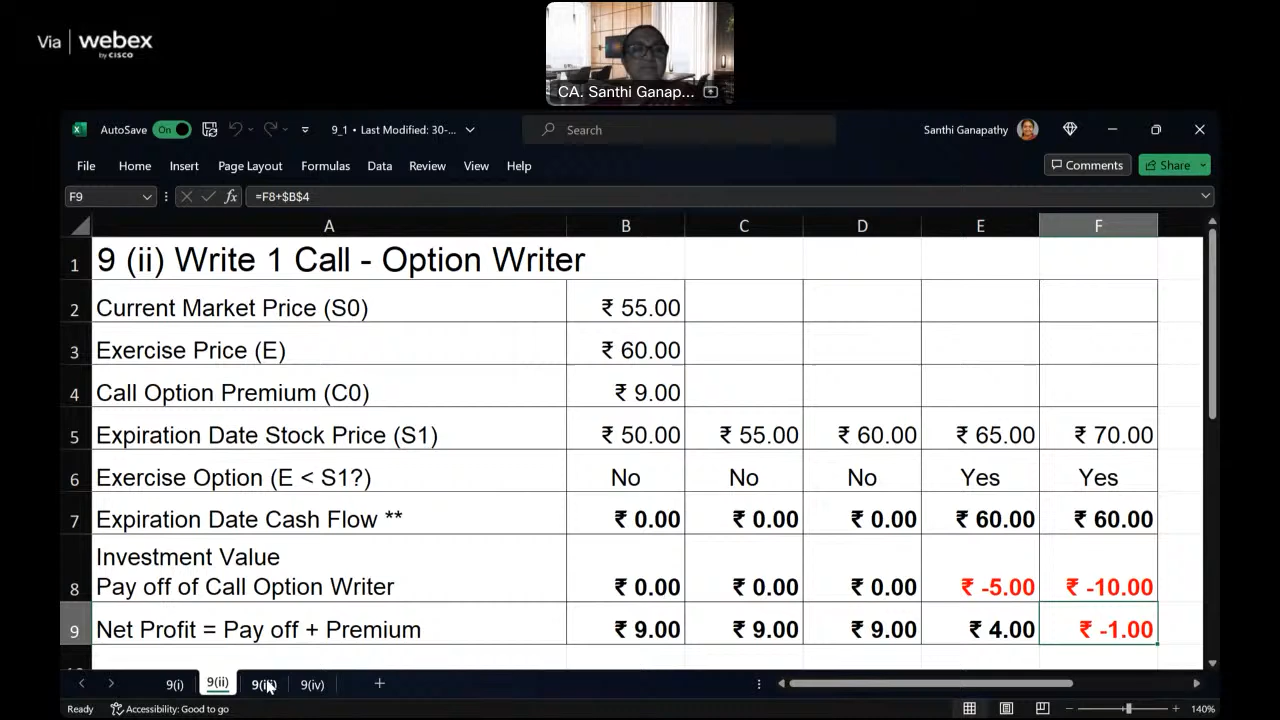 Via | webex
by CISCO
CA. Santhi Ganap...
AutoSave On 9_1 • Last Modified: 30-... Search Santhi Ganapathy
File Home Insert Page Layout Formulas Data Review View Help Comments Share
F9 fx =F8+$B$4
A B C D E F
1 9 (ii) Write 1 Call - Option Writer
2 Current Market Price (S0) ₹ 55.00
3 Exercise Price (E) ₹ 60.00
4 Call Option Premium (C0) ₹ 9.00
5 Expiration Date Stock Price (S1) ₹ 50.00 ₹ 55.00 ₹ 60.00 ₹ 65.00 ₹ 70.00
6 Exercise Option (E < S1?) No No No Yes Yes
7 Expiration Date Cash Flow ** ₹ 0.00 ₹ 0.00 ₹ 0.00 ₹ 60.00 ₹ 60.00
Investment Value
8 Pay off of Call Option Writer ₹ 0.00 ₹ 0.00 ₹ 0.00 ₹ -5.00 ₹ -10.00
9 Net Profit = Pay off + Premium ₹ 9.00 ₹ 9.00 ₹ 9.00 ₹ 4.00 ₹ -1.00
9(i) 9(ii) 9(iii) 9(iv)
Ready Accessibility: Good to go 140%